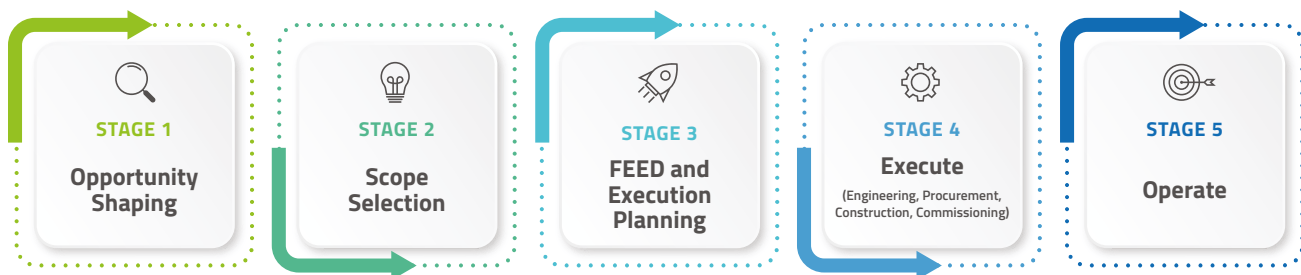 STAGE 1
Opportunity
Shaping
STAGE 2
Scope
Selection
STAGE 3
FEED and
Execution
Planning
STAGE 4
Execute
(Engineering, Procurement,
Construction, Commissioning)
STAGE 5
Operate